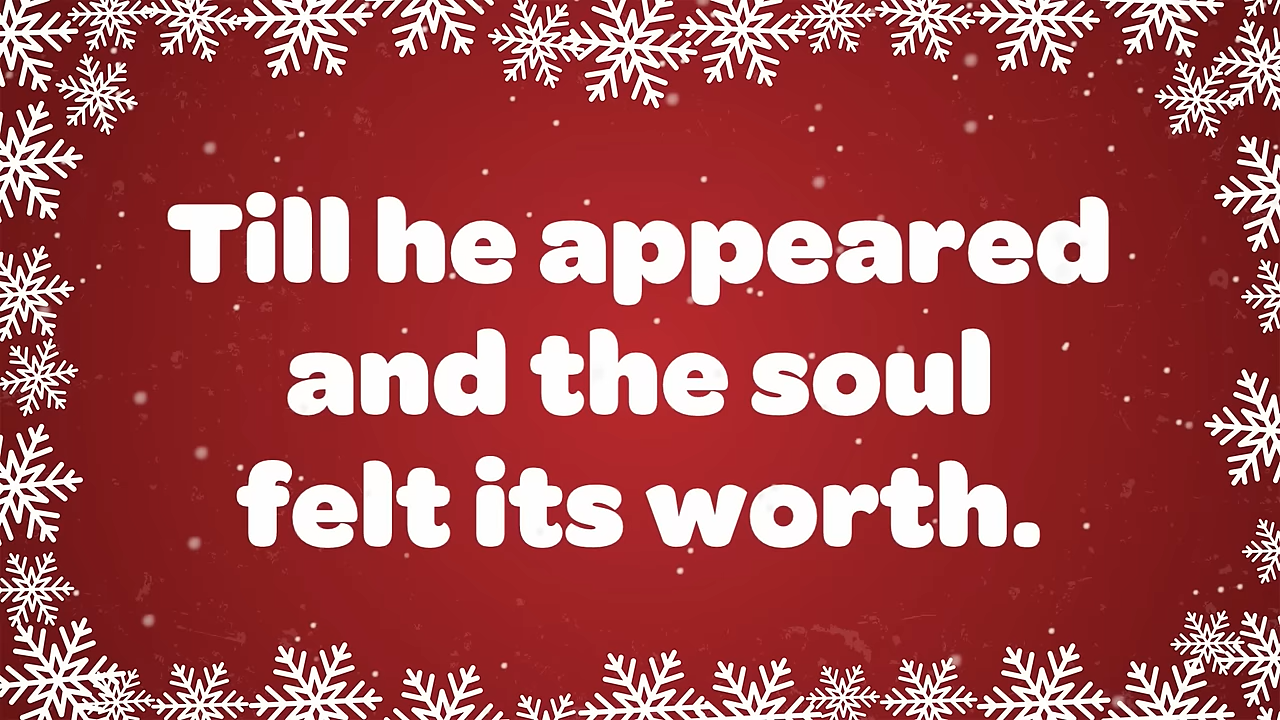 Till he appeared
and the soul
felt its worth.